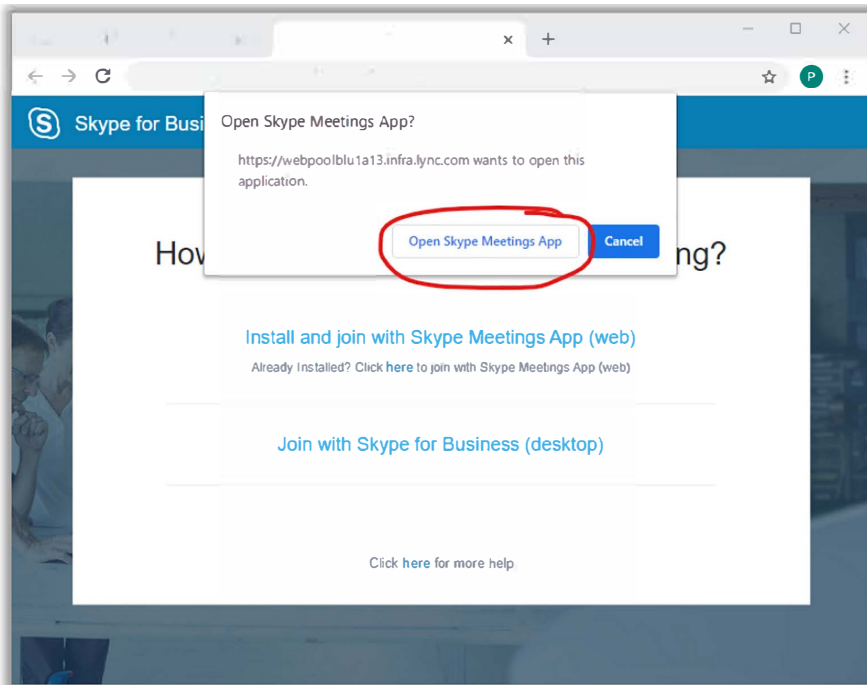 P
S Skype for Busi
Open Skype Meetings App?
https://webpoolblu1a13.infra.lync.com wants to open this
application.
Open Skype Meetings App Cancel
How ng?
Install and join with Skype Meetings App (web)
Already Installed? Click here to join with Skype Meetings App (web)
Join with Skype for Business (desktop)
Click here for more help